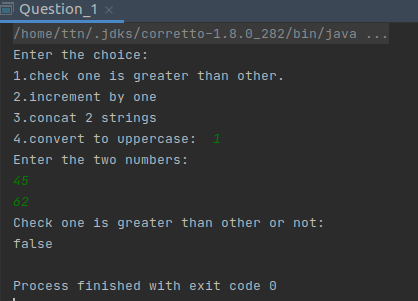 Question_1
/home/ttn/.jdks/corretto-1.8.0_282/bin/java ...
Enter the choice:
1.check one is greater than other.
2.increment by one
3.concat 2 strings
4.convert to uppercase:  1
Enter the two numbers:
45
62
Check one is greater than other or not:
false
Process finished with exit code 0